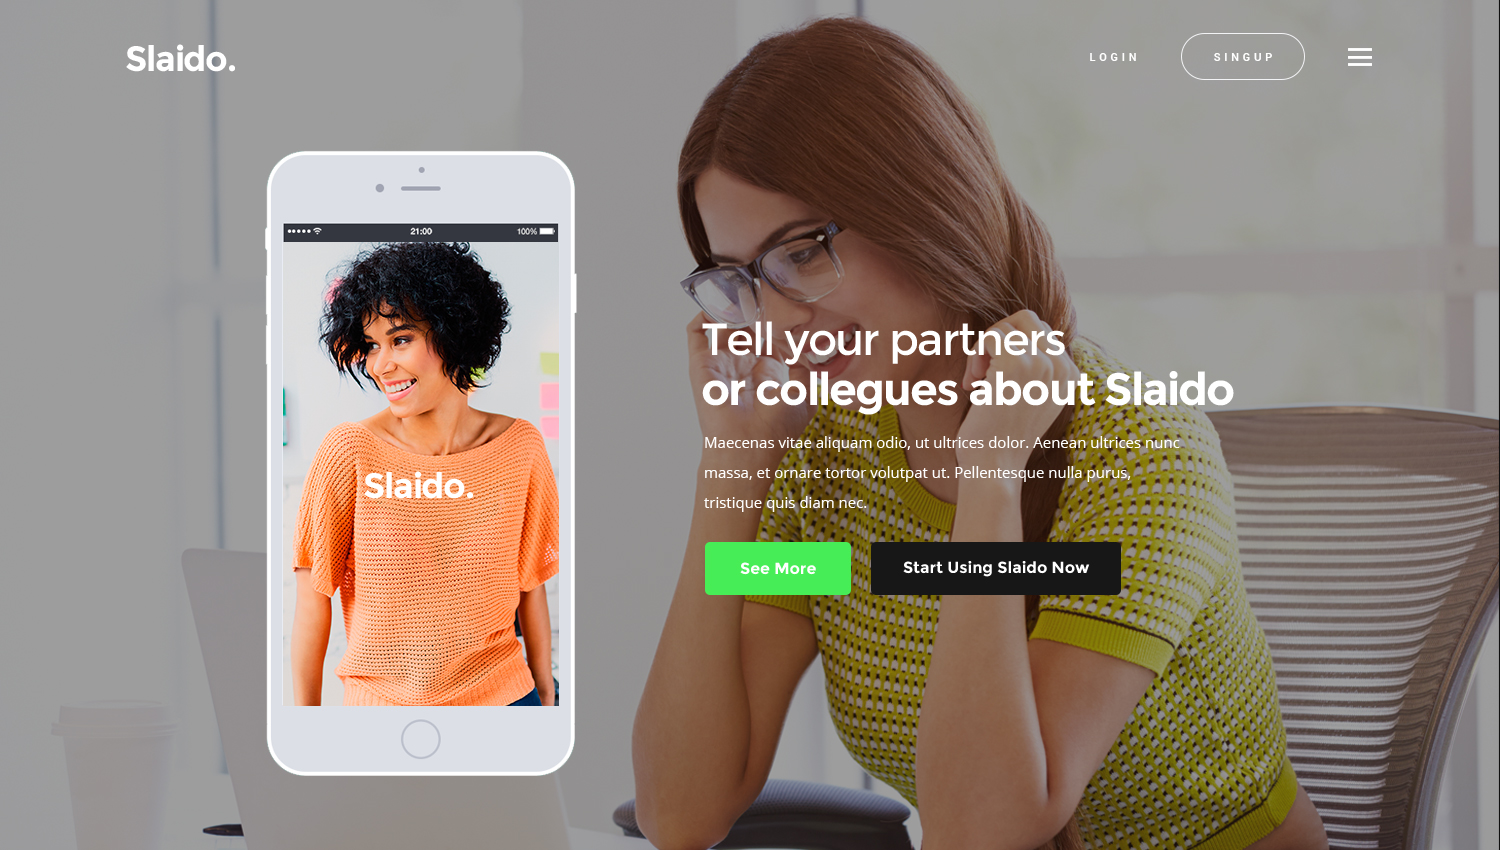 Slaido.
LOGIN
SINGUP
21:00
100%
Slaido.
Tell your partners
or collegues about Slaido
Maecenas vitae aliquam odio, ut ultrices dolor. Aenean ultrices nunc
massa, et ornare tortor volutpat ut. Pellentesque nulla purus,
tristique quis diam nec.
See More
Start Using Slaido Now